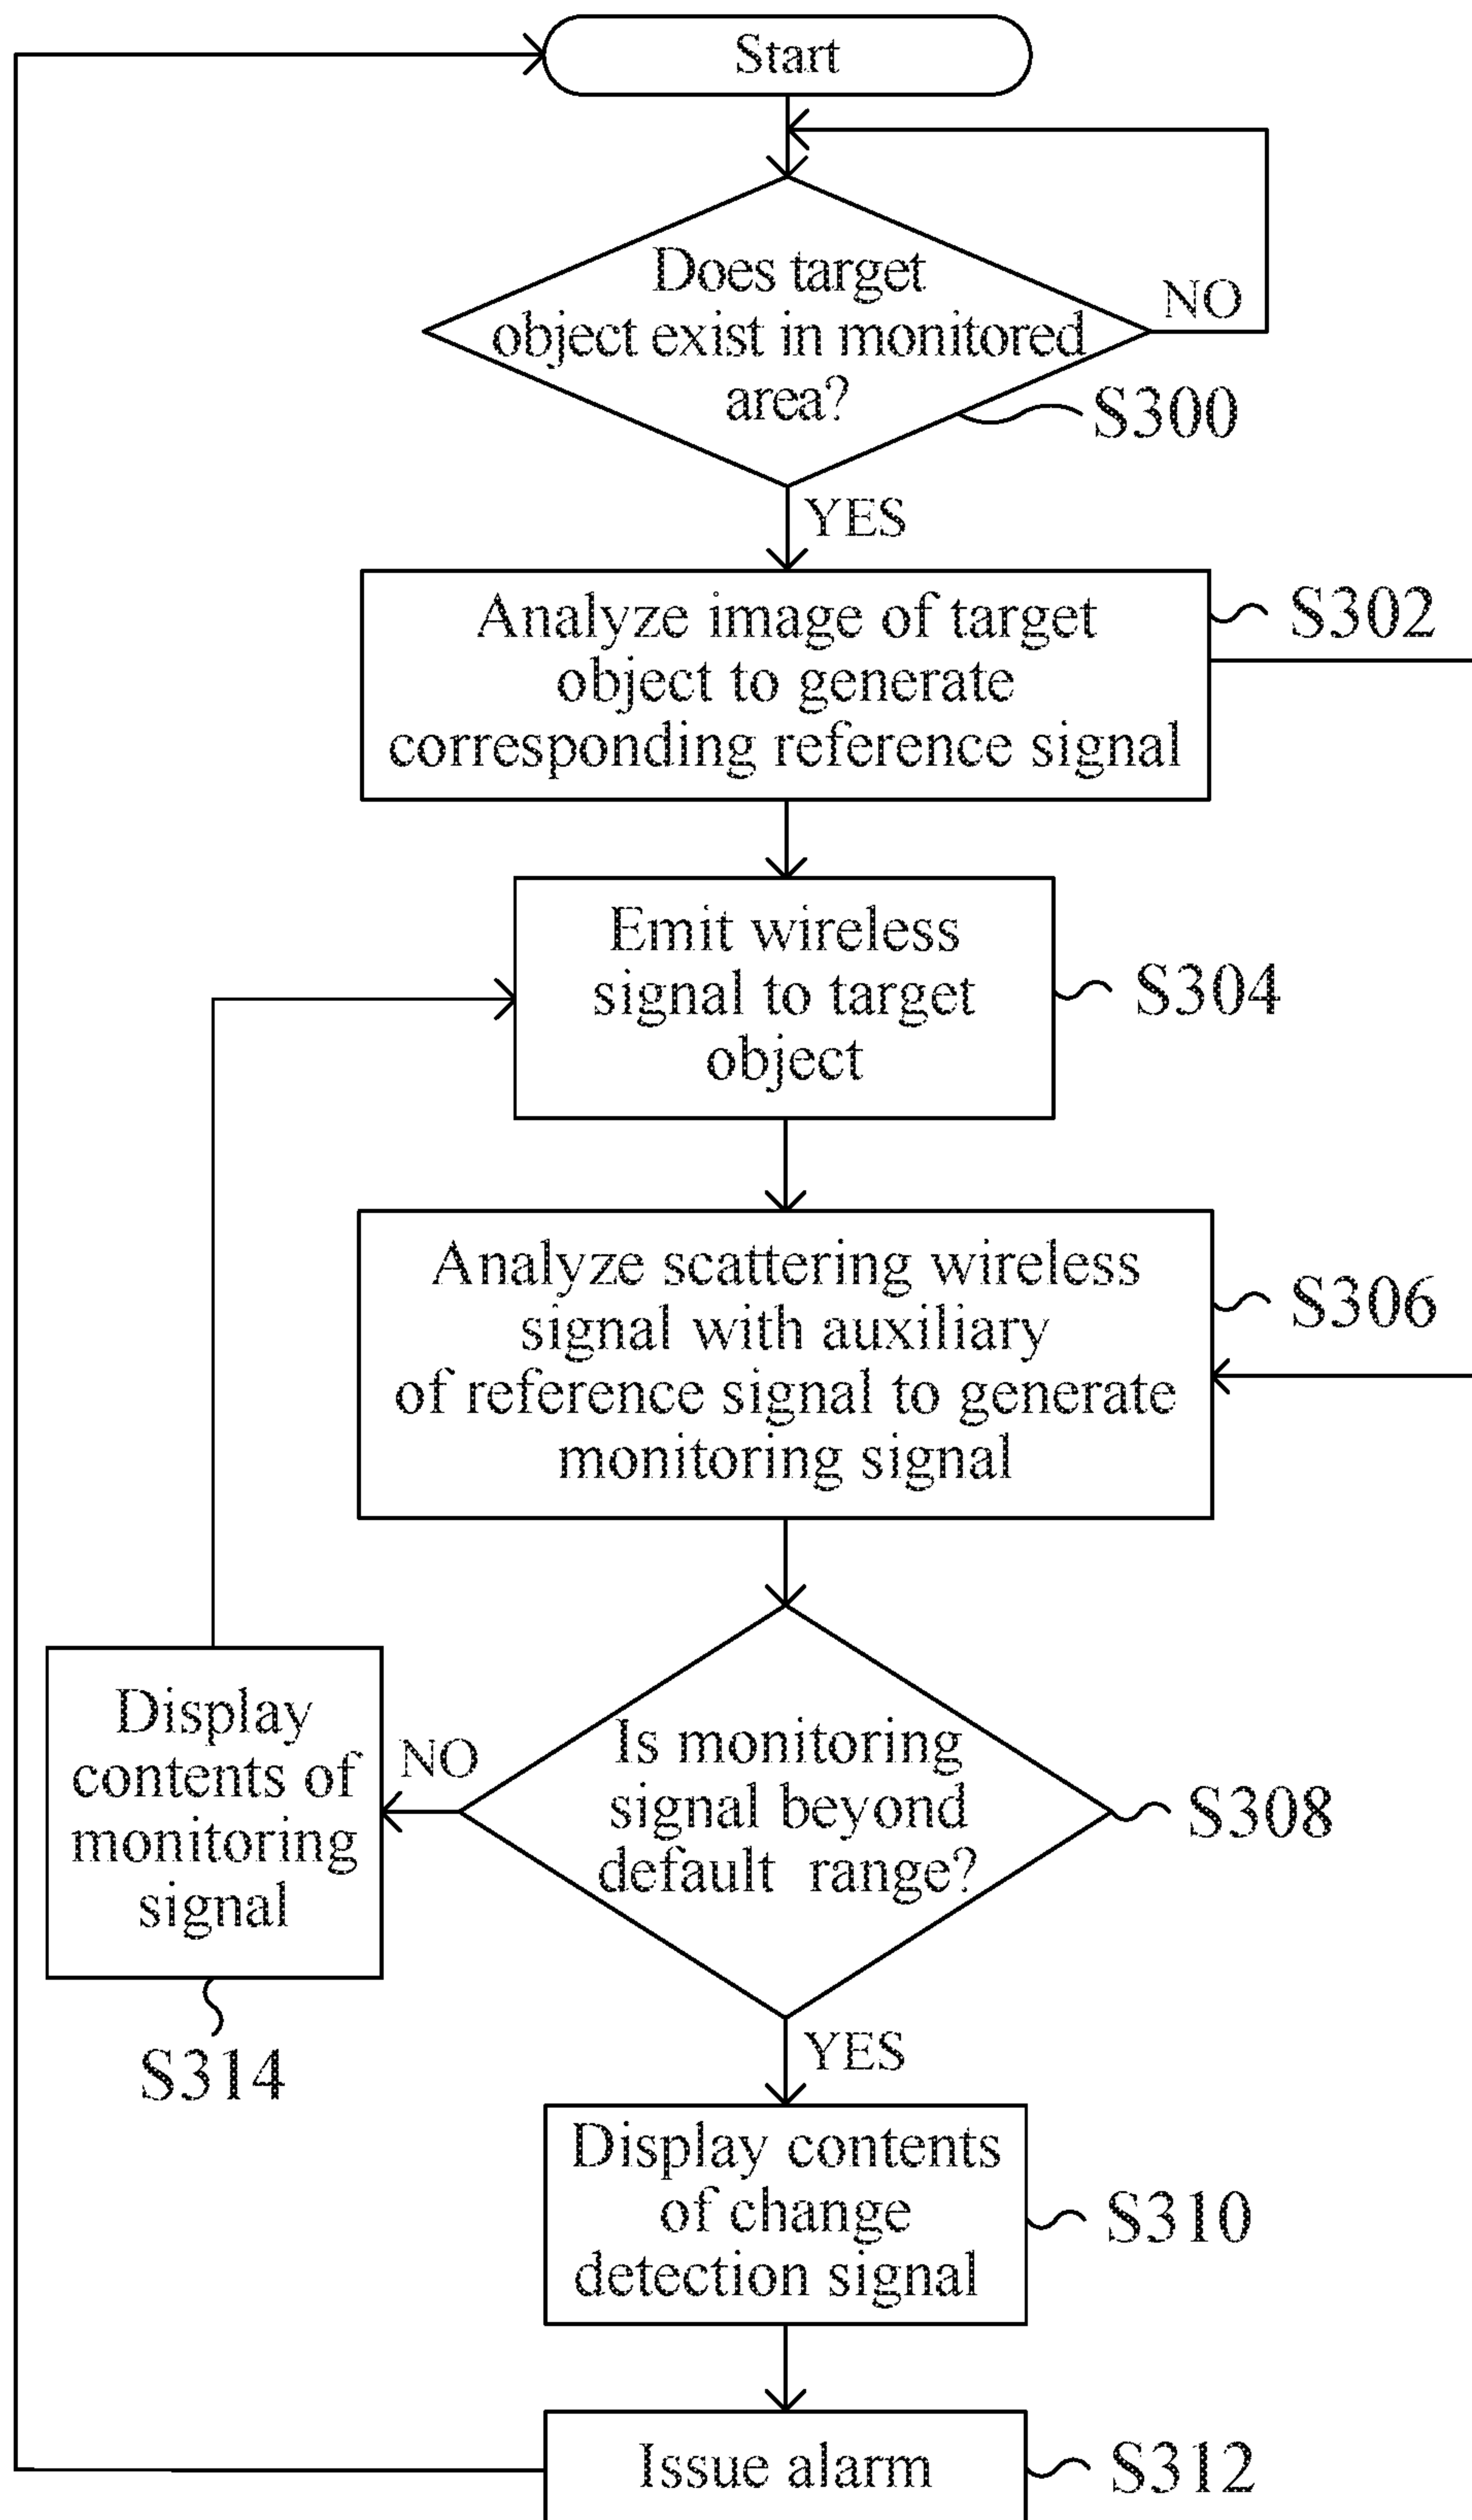 Start
Does target
object exist in monitored
area?
NO
S300
YES
Analyze image of target
object to generate
corresponding reference signal
S302
Emit wireless
signal to target
object
S304
Analyze scattering wireless
signal with auxiliary
of reference signal to generate
monitoring signal
S306
Is monitoring
signal beyond
default range?
S308
NO
Display
contents of
monitoring
signal
S314
YES
Display contents
of change
detection signal
S310
Issue alarm
S312